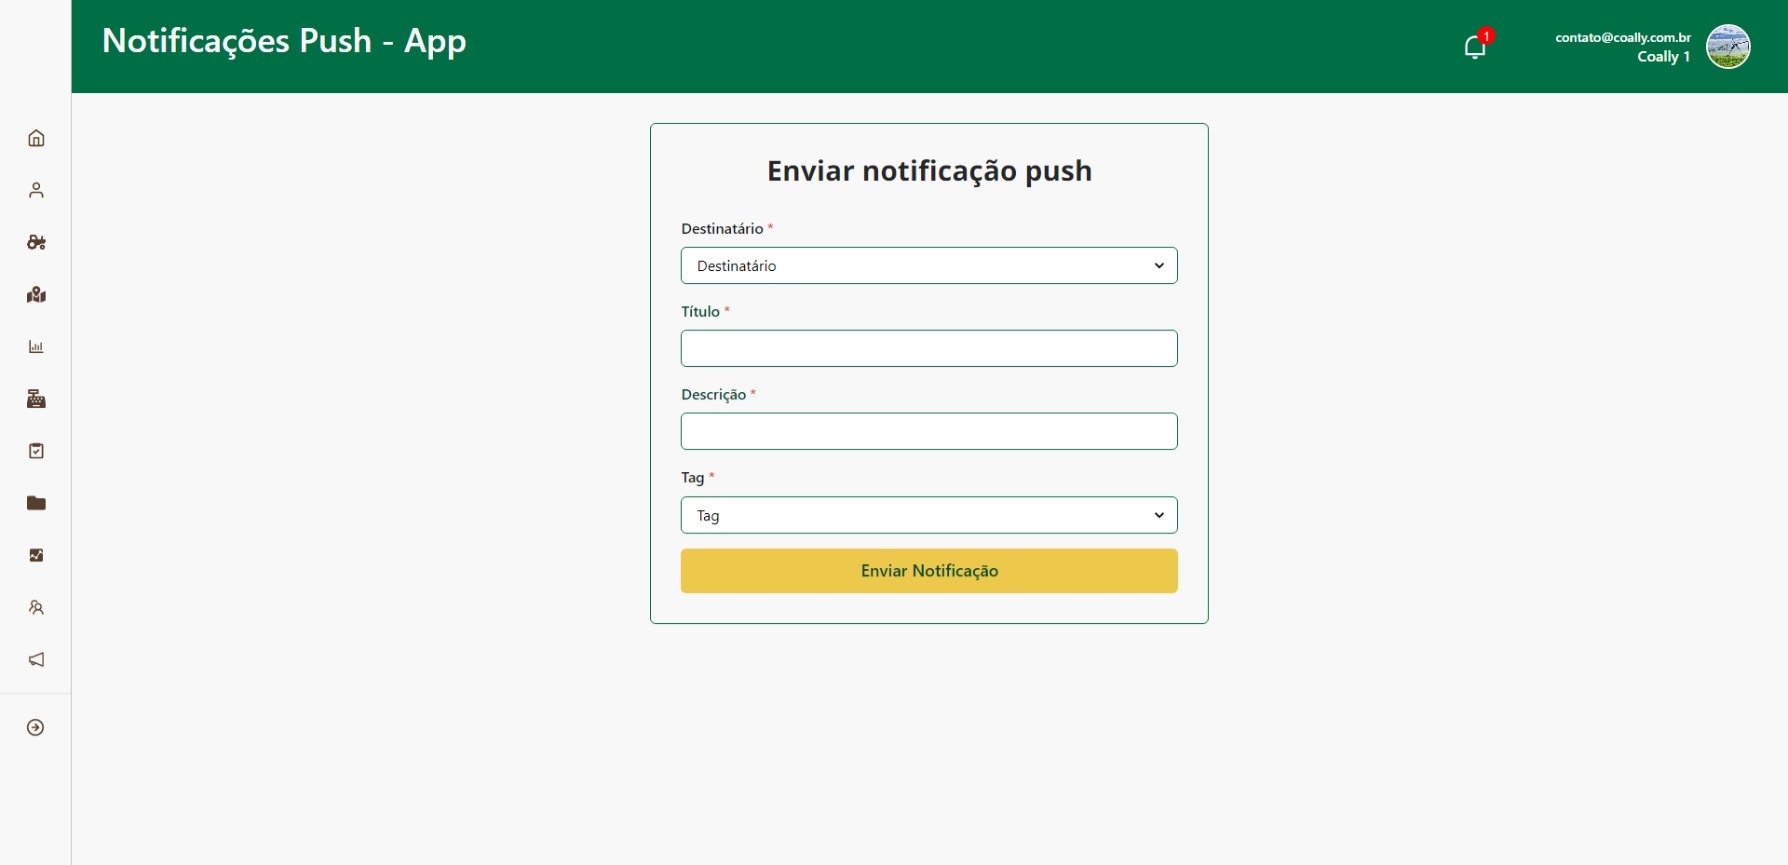 Notificações Push - App
1
contato@coally.com.br
Coally 1
Enviar notificação push
Destinatário *
Destinatário
Título *
Descrição *
Tag *
Tag
Enviar Notificação